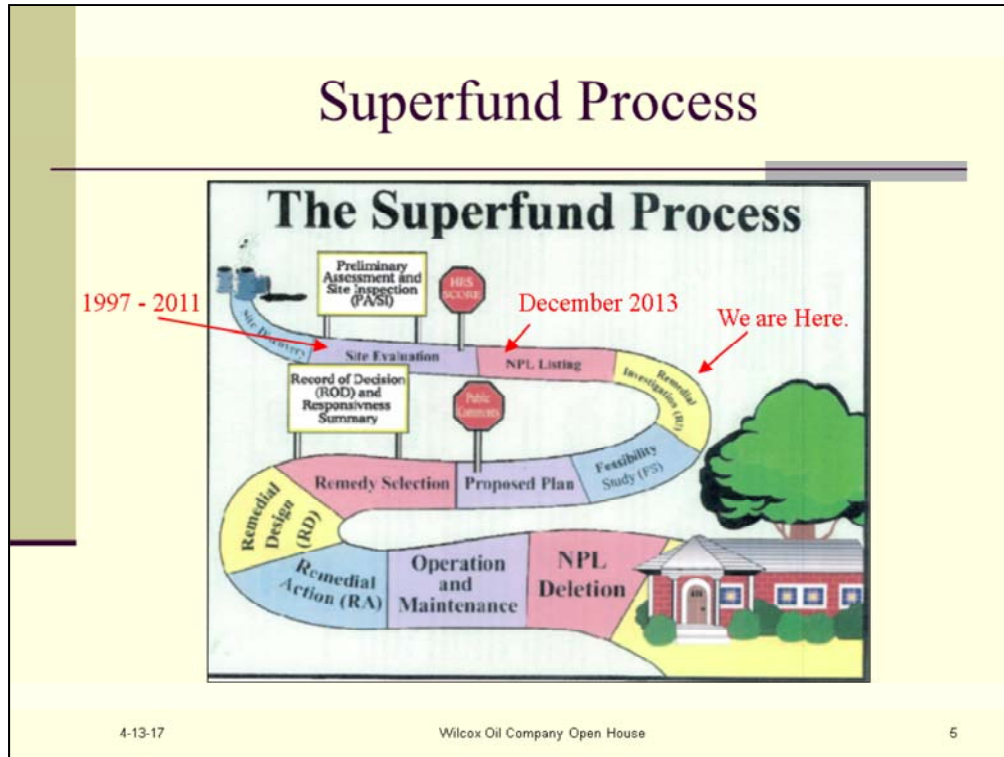 Superfund Process
The Superfund Process
Preliminary
Assessment and
Site Inspection
(PA/SI)
HRS
SCORE
1997 - 2011
December 2013
We are Here.
Site Discovery
Site Evaluation
NPL Listing
Remedial
Investigation (RI)
Record of Decision
(ROD) and
Responsivness
Summary
Public
Comments
Feasibility
Study (FS)
Proposed Plan
Remedy Selection
Remedial
Design
(RD)
Remedial
Action (RA)
Operation
and
Maintenance
NPL
Deletion
4-13-17
Wilcox Oil Company Open House
5